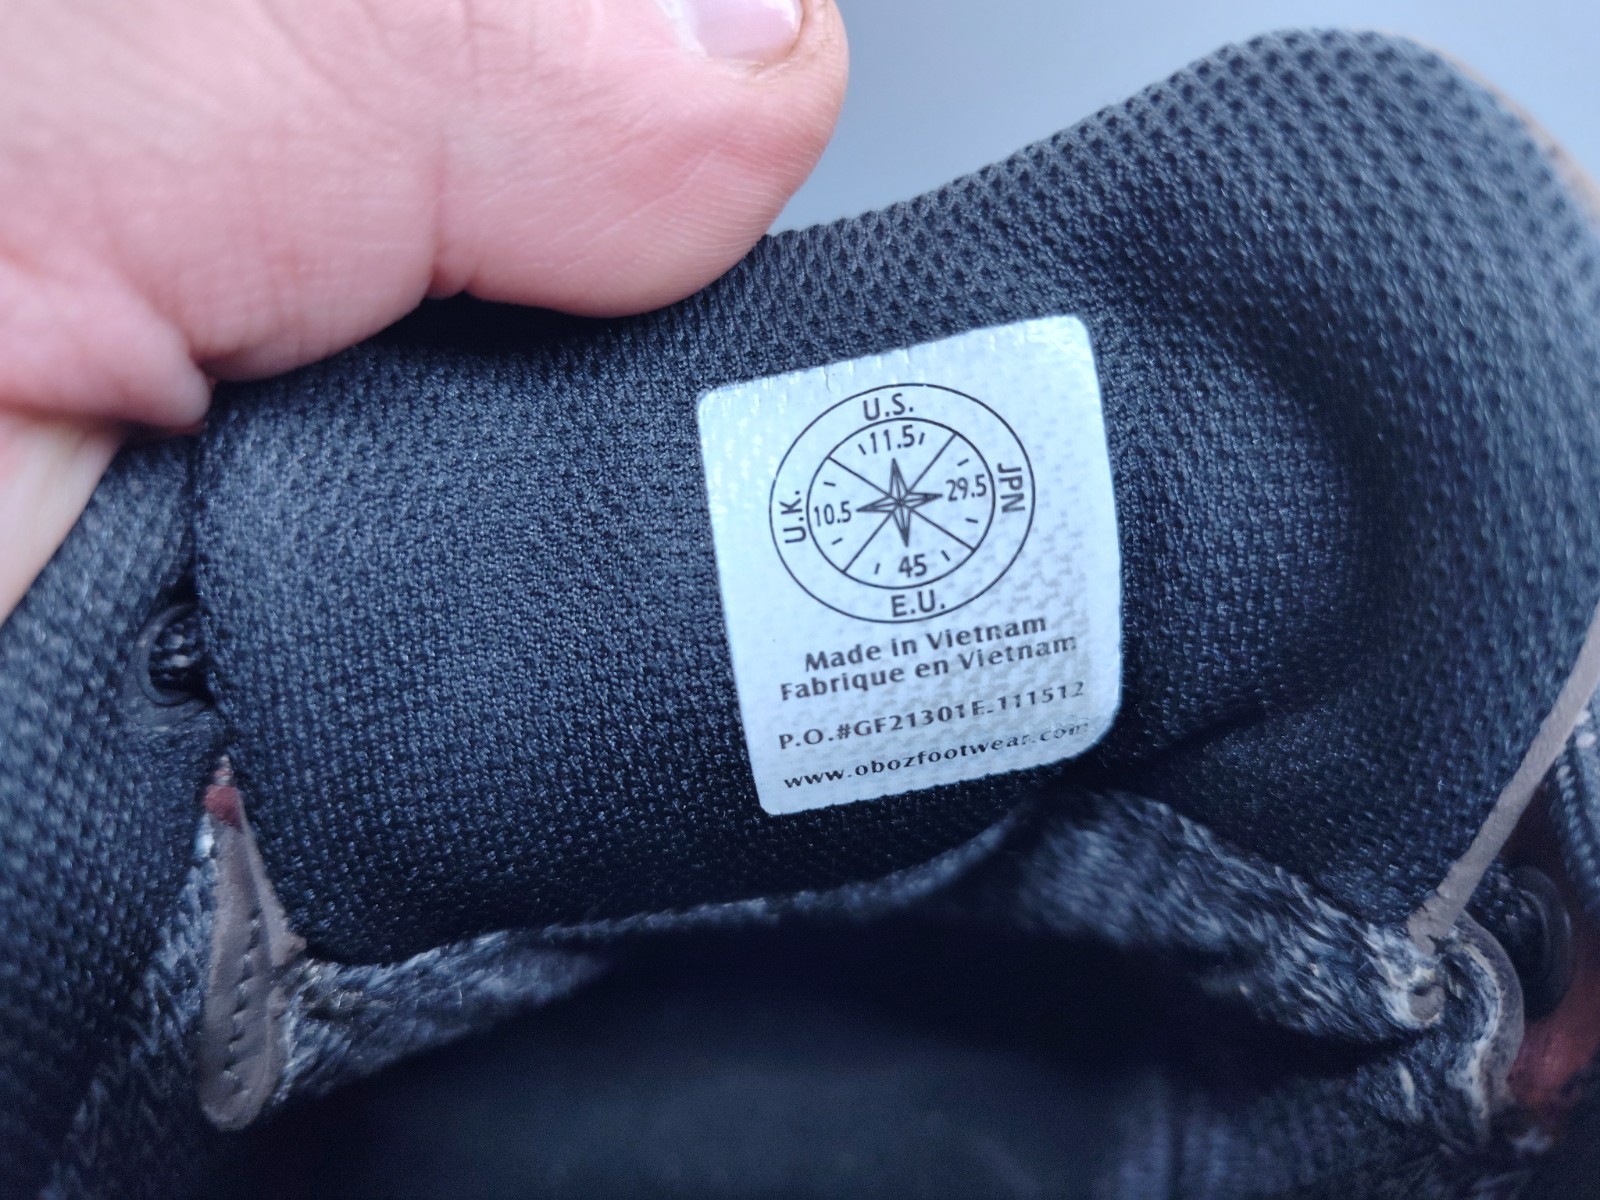 U.S.
11.5
U.K.
10.5
29.5
JPN
45
E.U.
Made in Vietnam
Fabrique en Vietnam
P.O.#GF21301E-111512
www.obozfootwear.com